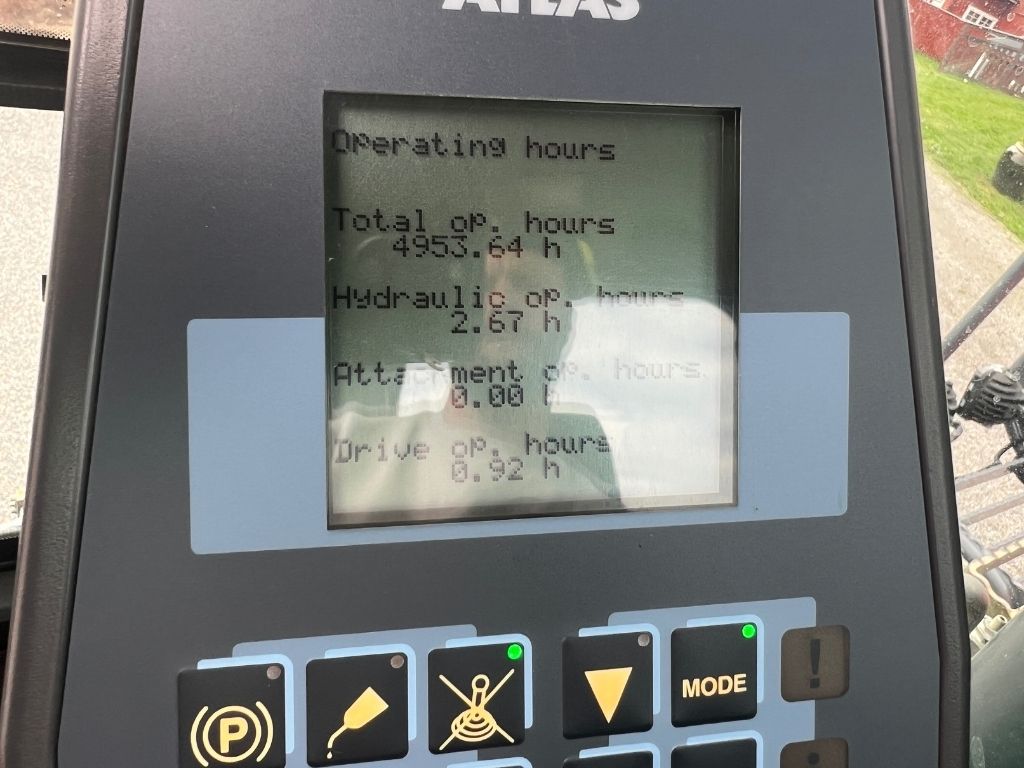 ATLAS
Operating hours
Total op. hours
4953.64 h
Hydraulic op. hours
2.67 h
Attachment op. hours
0.00 h
Drive op. hours
0.92 h
P
MODE
!